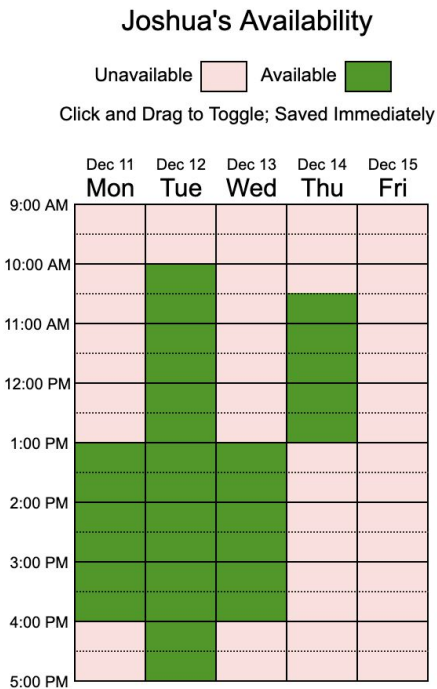 Joshua's Availability
Unavailable Available
Click and Drag to Toggle; Saved Immediately
Dec 11 Dec 12 Dec 13 Dec 14 Dec 15
Mon Tue Wed Thu Fri
9:00 AM
10:00 AM
11:00 AM
12:00 PM
1:00 PM
2:00 PM
3:00 PM
4:00 PM
5:00 PM